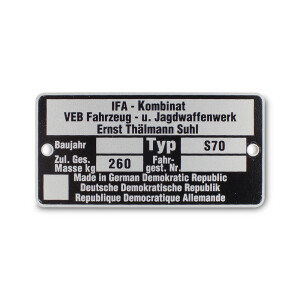 IFA - Kombinat
VEB Fahrzeug - u. Jagdwaffenwerk
Ernst Thälmann Suhl
Baujahr Typ S70
Zul. Ges. Masse kg 260 Fahr- gest. Nr.
Made in German Demokratic Republic
Deutsche Demokratische Republik
Republique Democratique Allemande